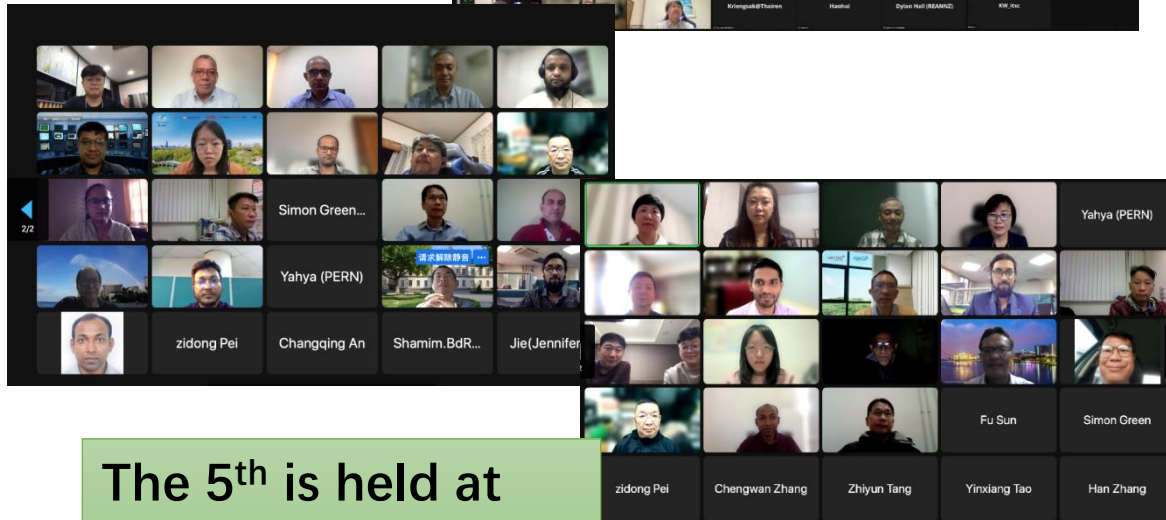 Kriengsak@Thairen Haohui Dylan Hall (REANNZ) KW_itsc
Simon Green...
2/2
Yahya (PERN)
请求解除静音 ...
zidong Pei Changqing An Shamim.BdR... Jie(Jennifer
Yahya (PERN)
Fu Sun Simon Green
zidong Pei Chengwan Zhang Zhiyun Tang Yinxiang Tao Han Zhang
The 5th is held at